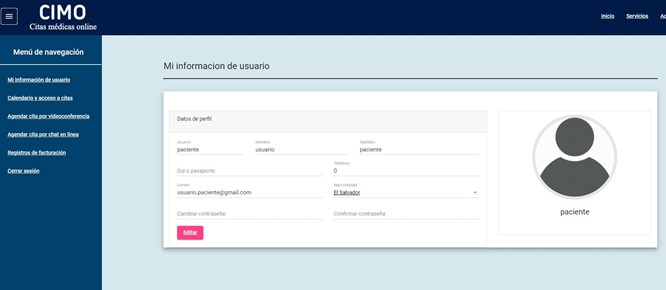 CIMO
Citas médicas online
Inicio
Servicios
Menú de navegación
Mi información de usuario
Calendario y acceso a citas
Agendar cita por videoconferencia
Agendar cita por chat en línea
Registros de facturación
Cerrar sesión
Mi informacion de usuario
Datos de perfil
Usuario
Nombre
Apellido
paciente
usuario
paciente
Teléfono
Dui o pasaporte:
0
Correo
Nacionalidad
usuario.paciente@gmail.com
El Salvador
Cambiar contraseña:
Confirmar contraseña:
Editar
paciente